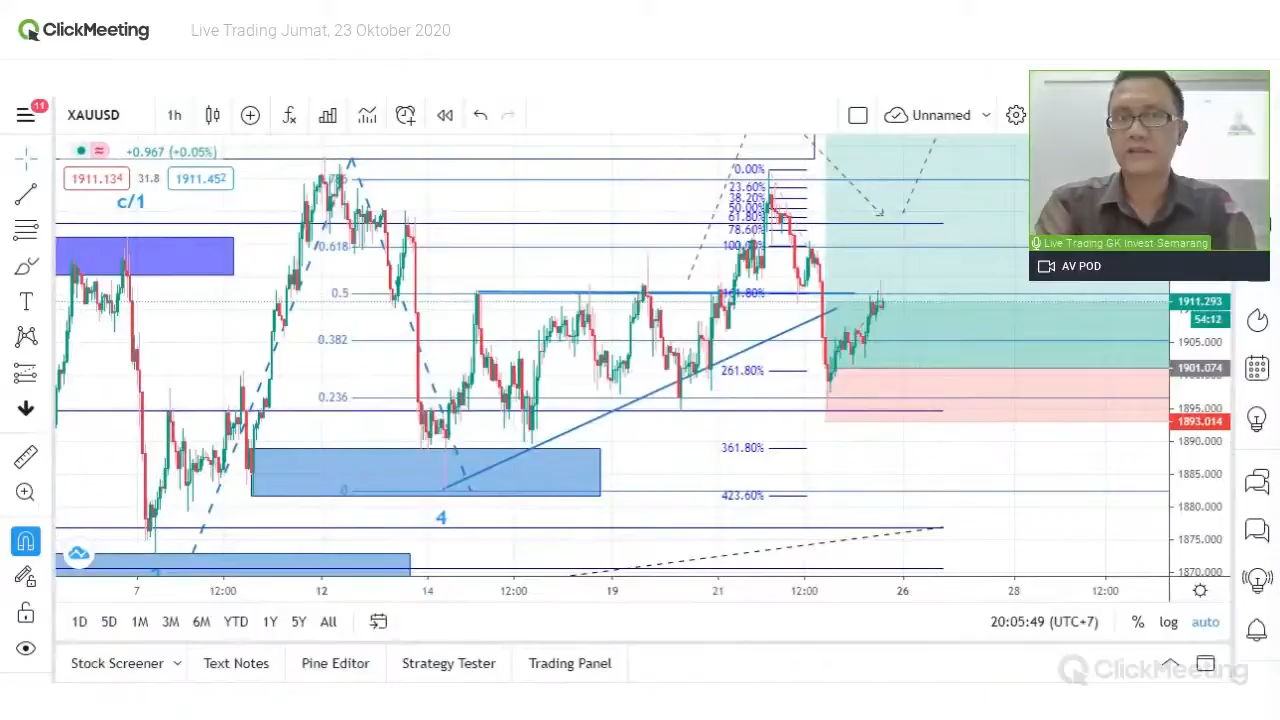 ClickMeeting
Live Trading Jumat, 23 Oktober 2020
11
XAUUSD
1h
Unnamed
+0.967 (+0.05%)
1911.134
31.8
1911.452
c/1
0.618
0.5
0.382
0.236
0
4
0.00%
23.60%
38.20%
50.00%
61.80%
78.60%
261.80%
361.80%
423.60%
Live Trading GK Invest Semarang
AV POD
1911.293
54:12
1905.000
1901.074
1895.000
1893.014
1890.000
1885.000
1880.000
1875.000
1870.000
7
12:00
12
14
12:00
19
21
12:00
26
28
12:00
1D
5D
1M
3M
6M
YTD
1Y
5Y
All
20:05:49 (UTC+7)
%
log
auto
Stock Screener
Text Notes
Pine Editor
Strategy Tester
Trading Panel
ClickMeeting